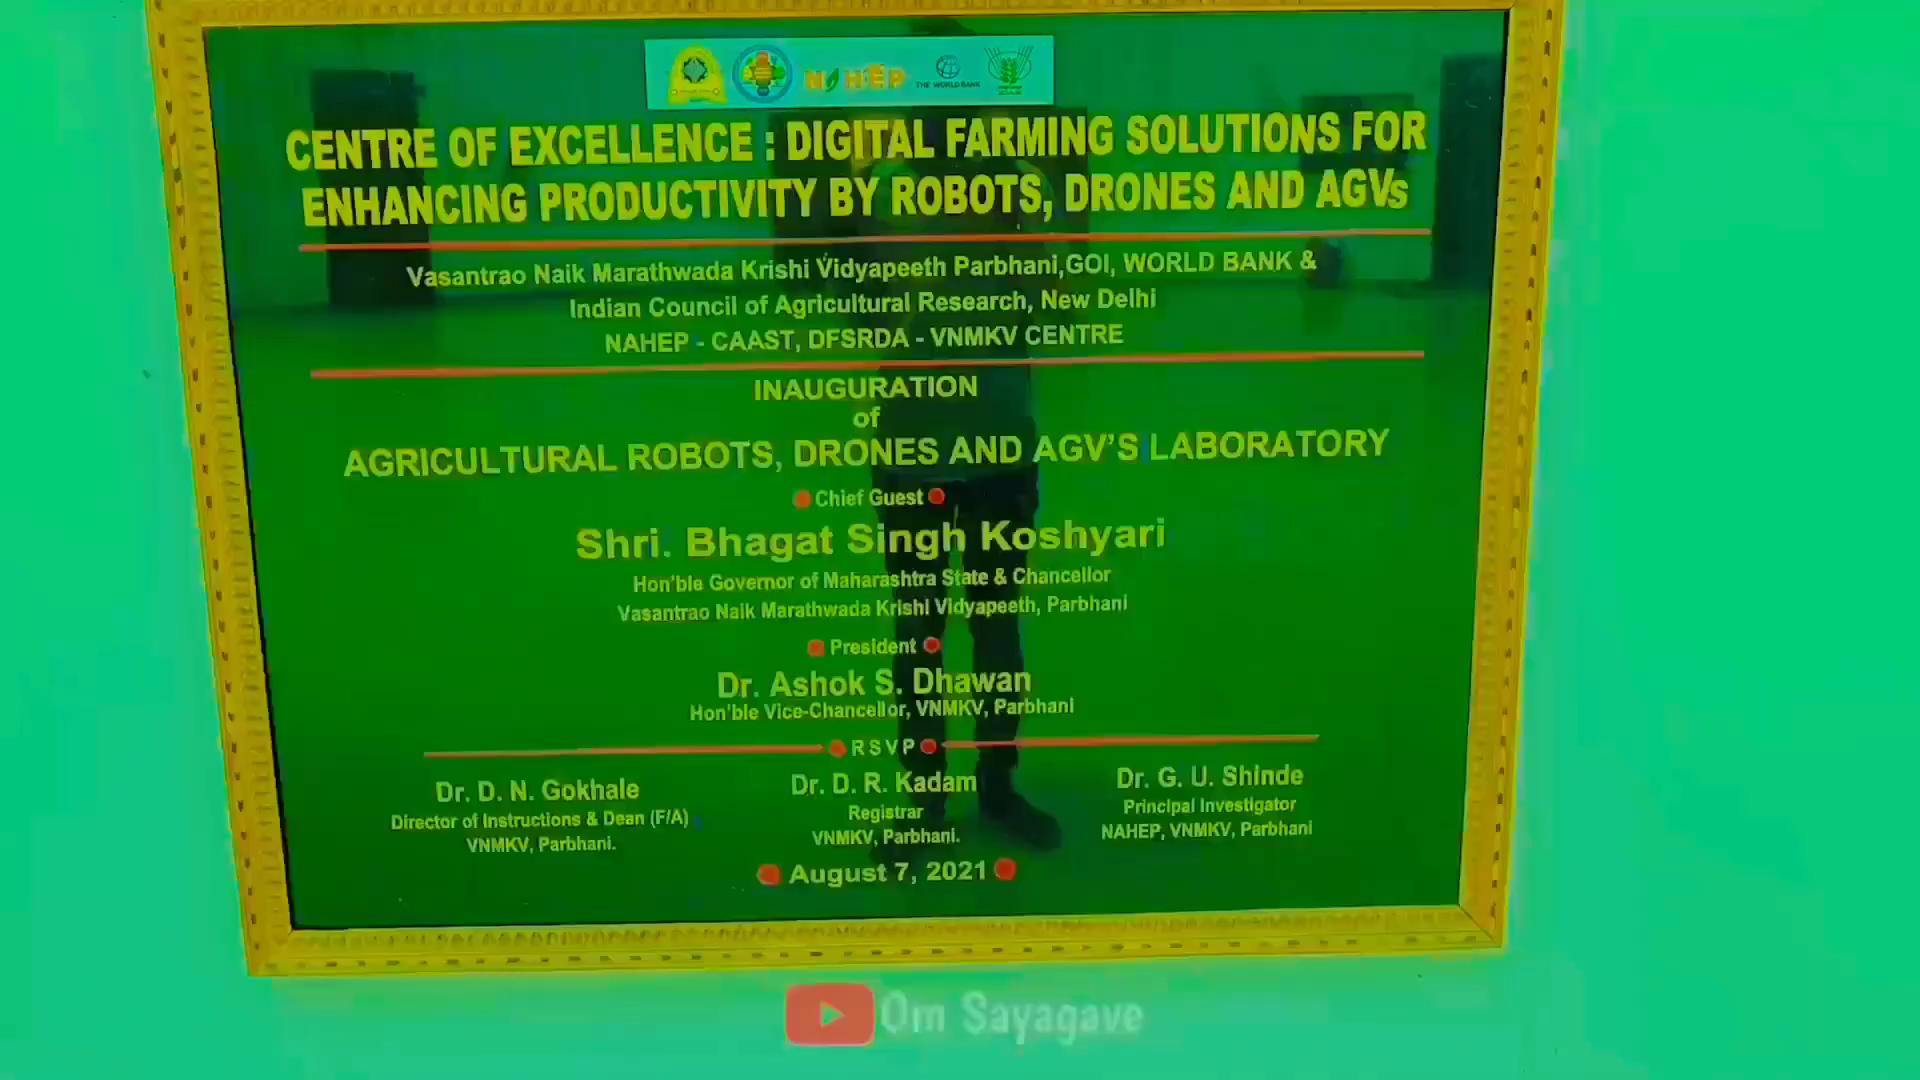 NAHEP
THE WORLD BANK
CENTRE OF EXCELLENCE : DIGITAL FARMING SOLUTIONS FOR
ENHANCING PRODUCTIVITY BY ROBOTS, DRONES AND AGVs
Vasantrao Naik Marathwada Krishi Vidyapeeth Parbhani,GOI, WORLD BANK &
Indian Council of Agricultural Research, New Delhi
NAHEP - CAAST, DFSRDA - VNMKV CENTRE
INAUGURATION
of
AGRICULTURAL ROBOTS, DRONES AND AGV'S LABORATORY
Chief Guest
Shri. Bhagat Singh Koshyari
Hon'ble Governor of Maharashtra State & Chancellor
Vasantrao Naik Marathwada Krishi Vidyapeeth, Parbhani
President
Dr. Ashok S. Dhawan
Hon'ble Vice-Chancellor, VNMKV, Parbhani
RSVP
Dr. D. N. Gokhale
Director of Instructions & Dean (F/A)
VNMKV, Parbhani.
Dr. D. R. Kadam
Registrar
VNMKV, Parbhani.
Dr. G. U. Shinde
Principal Investigator
NAHEP, VNMKV, Parbhani
August 7, 2021
Om Sayagave